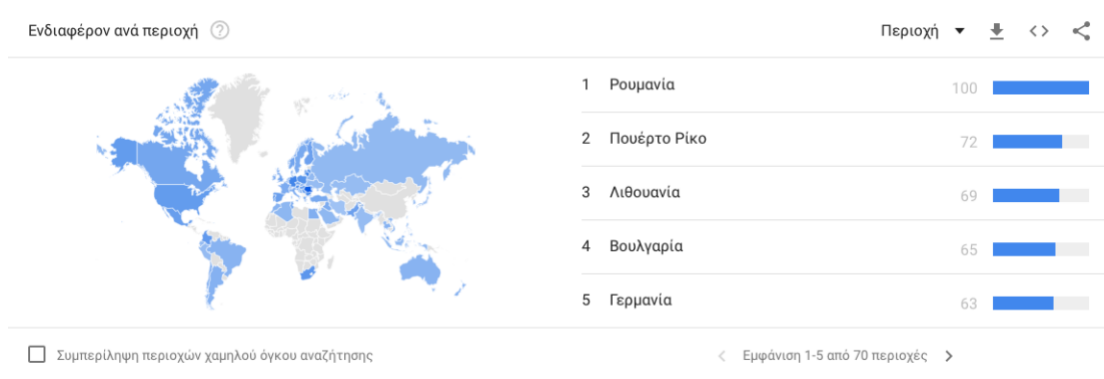 Ενδιαφέρον ανά περιοχή ?
Περιοχή
1 Ρουμανία 100
2 Πουέρτο Ρίκο 72
3 Λιθουανία 69
4 Βουλγαρία 65
5 Γερμανία 63
Συμπερίληψη περιοχών χαμηλού όγκου αναζήτησης
Εμφάνιση 1-5 από 70 περιοχές